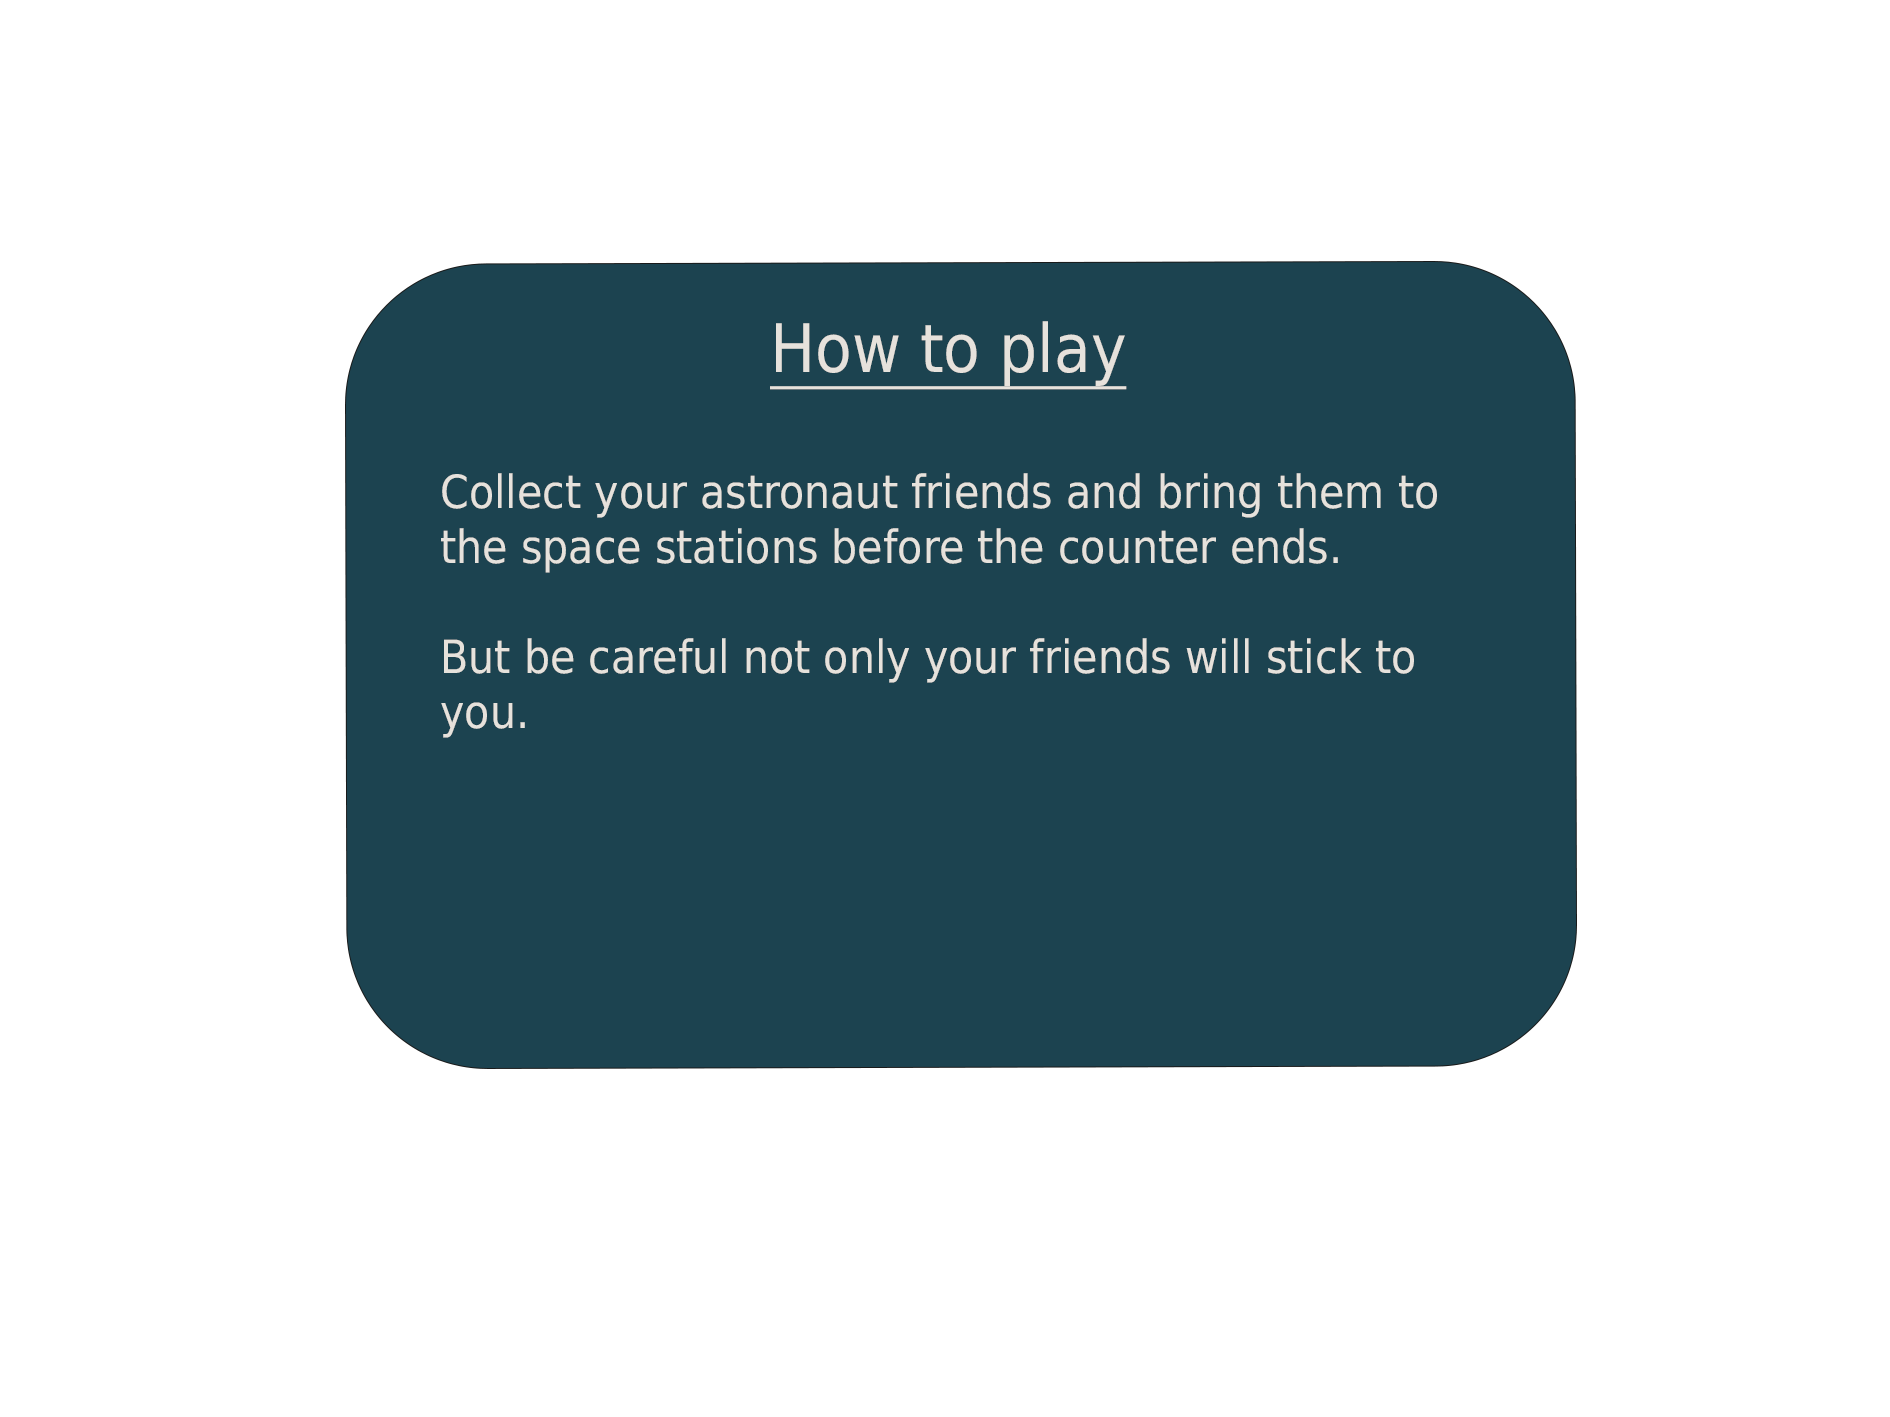 How to play
Collect your astronaut friends and bring them to
the space stations before the counter ends.
But be careful not only your friends will stick to
you.